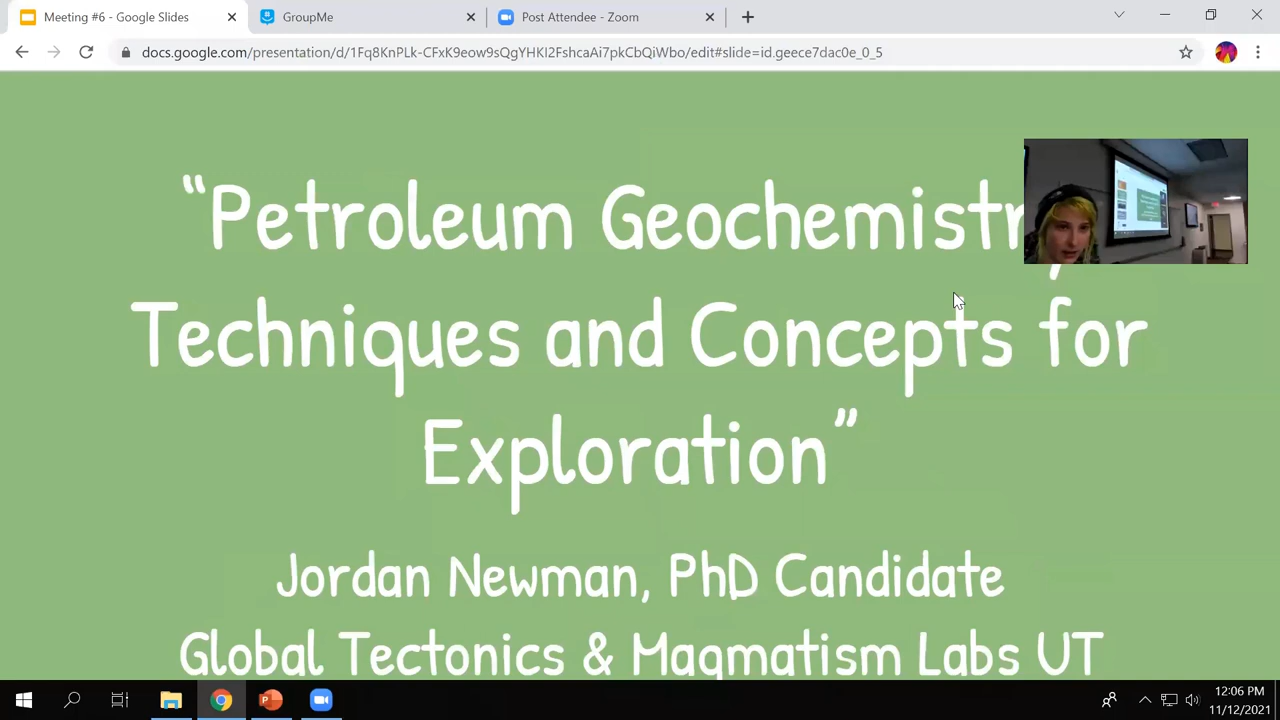 Meeting #6 - Google Slides
GroupMe
Post Attendee - Zoom
docs.google.com/presentation/d/1Fq8KnPLk-CFxK9eow9sQgYHKI2FshcaAi7pkCbQiWbo/edit#slide=id.geece7dac0e_0_5
“Petroleum Geochemistry
Techniques and Concepts for
Exploration”
Jordan Newman, PhD Candidate
Global Tectonics & Magmatism Labs UT
12:06 PM
11/12/2021